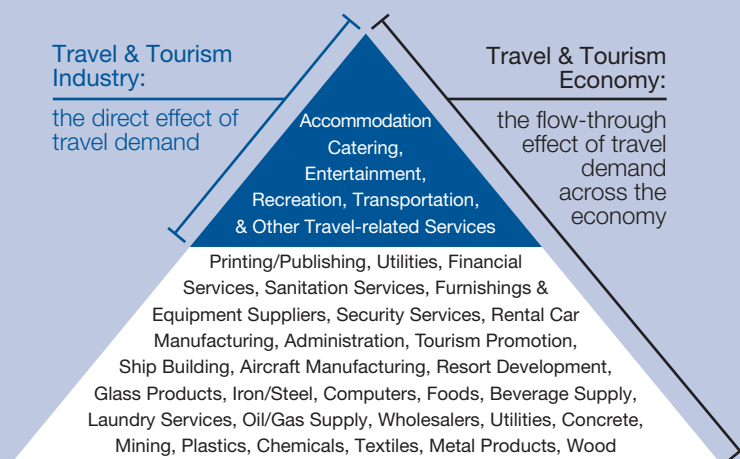 Travel & Tourism
Industry:
the direct effect of
travel demand
Travel & Tourism
Economy:
the flow-through
effect of travel
demand
across the
economy
Accommodation
Catering,
Entertainment,
Recreation, Transportation,
& Other Travel-related Services
Printing/Publishing, Utilities, Financial
Services, Sanitation Services, Furnishings &
Equipment Suppliers, Security Services, Rental Car
Manufacturing, Administration, Tourism Promotion,
Ship Building, Aircraft Manufacturing, Resort Development,
Glass Products, Iron/Steel, Computers, Foods, Beverage Supply,
Laundry Services, Oil/Gas Supply, Wholesalers, Utilities, Concrete,
Mining, Plastics, Chemicals, Textiles, Metal Products, Wood